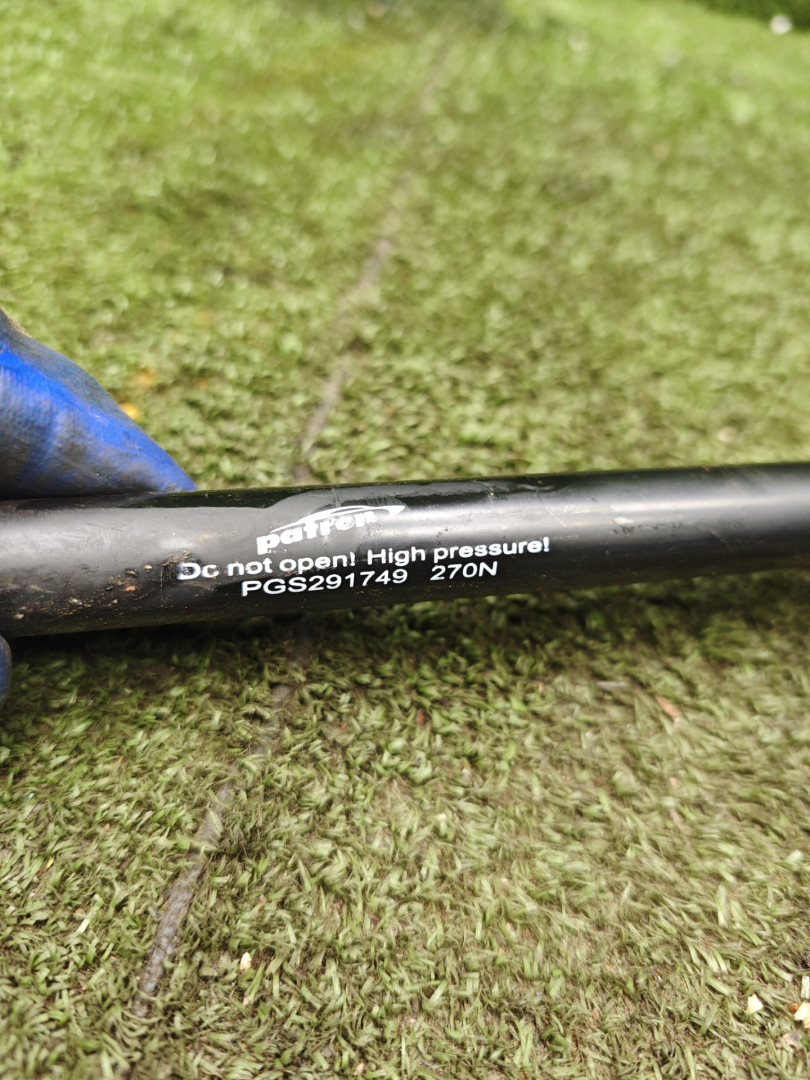 patron
Do not open! High pressure!
PGS291749 270N